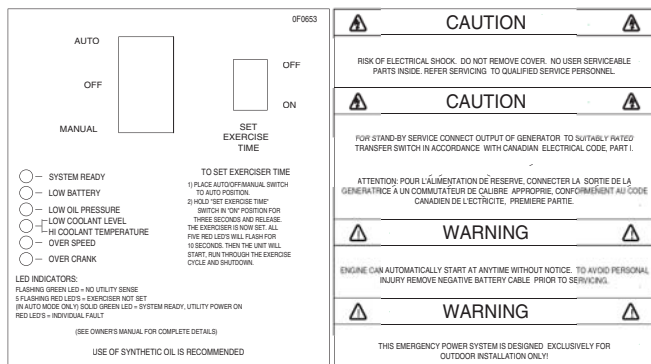 0F0653
AUTO
OFF
MANUAL
OFF
ON
SET
EXERCISE
TIME
SYSTEM READY
LOW BATTERY
LOW OIL PRESSURE
LOW COOLANT LEVEL
HI COOLANT TEMPERATURE
OVER SPEED
OVER CRANK
TO SET EXERCISER TIME
1) PLACE AUTO/OFF/MANUAL SWITCH
TO AUTO POSITION.
2) HOLD "SET EXERCISE TIME"
SWITCH IN "ON" POSITION FOR
THREE SECONDS AND RELEASE.
THE EXERCISER IS NOW SET. ALL
FIVE RED LED'S WILL FLASH FOR
10 SECONDS. THEN THE UNIT WILL
START, RUN THROUGH THE EXERCISE
CYCLE AND SHUTDOWN.
LED INDICATORS:
FLASHING GREEN LED = NO UTILITY SENSE
5 FLASHING RED LED'S = EXERCISER NOT SET
(IN AUTO MODE ONLY) SOLID GREEN LED = SYSTEM READY, UTILITY POWER ON
RED LED'S = INDIVIDUAL FAULT
(SEE OWNER'S MANUAL FOR COMPLETE DETAILS)
USE OF SYNTHETIC OIL IS RECOMMENDED
CAUTION
RISK OF ELECTRICAL SHOCK. DO NOT REMOVE COVER. NO USER SERVICEABLE
PARTS INSIDE. REFER SERVICING TO QUALIFIED SERVICE PERSONNEL.
CAUTION
FOR STAND-BY SERVICE CONNECT OUTPUT OF GENERATOR TO SUITABLY RATED
TRANSFER SWITCH IN ACCORDANCE WITH CANADIAN ELECTRICAL CODE, PART I.
ATTENTION: POUR L'ALIMENTATION DE RESERVE, CONNECTER LA SORTIE DE LA
GENERATRICE A UN COMMUTATEUR DE CALIBRE APPROPRIE, CONFORMENENT AU CODE
CANADIEN DE L'ECTRICITE, PREMIERE PARTIE.
WARNING
ENGINE CAN AUTOMATICALLY START AT ANYTIME WITHOUT NOTICE. TO AVOID PERSONAL
INJURY REMOVE NEGATIVE BATTERY CABLE PRIOR TO SERVICING.
WARNING
THIS EMERGENCY POWER SYSTEM IS DESIGNED EXCLUSIVELY FOR
OUTDOOR INSTALLATION ONLY!